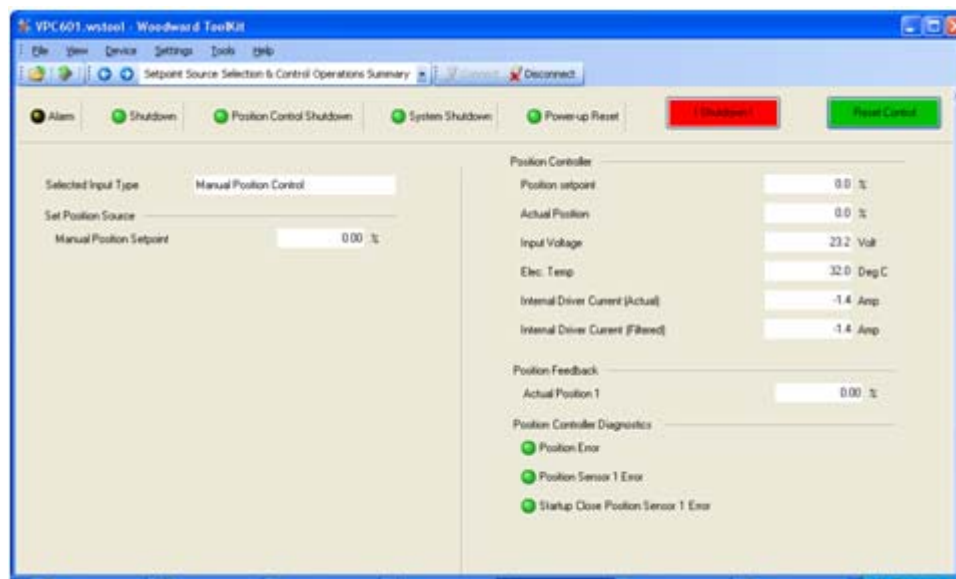 VPC601.wstool - Woodward ToolKit
File View Device Settings Tools Help
Setpoint Source Selection & Control Operations Summary Connect Disconnect
Alarm Shutdown Position Control Shutdown System Shutdown Power-up Reset ! Shutdown ! Reset Control
Position Controller
Selected Input Type Manual Position Control Position setpoint 0.0 %
Set Position Source Actual Position 0.0 %
Manual Position Setpoint 0.00 % Input Voltage 23.2 Volt
Elec. Temp 32.0 Deg C
Internal Driver Current (Actual) -1.4 Amp
Internal Driver Current (Filtered) -1.4 Amp
Position Feedback
Actual Position 1 0.00 %
Position Controller Diagnostics
Position Error
Position Sensor 1 Error
Startup Close Position Sensor 1 Error